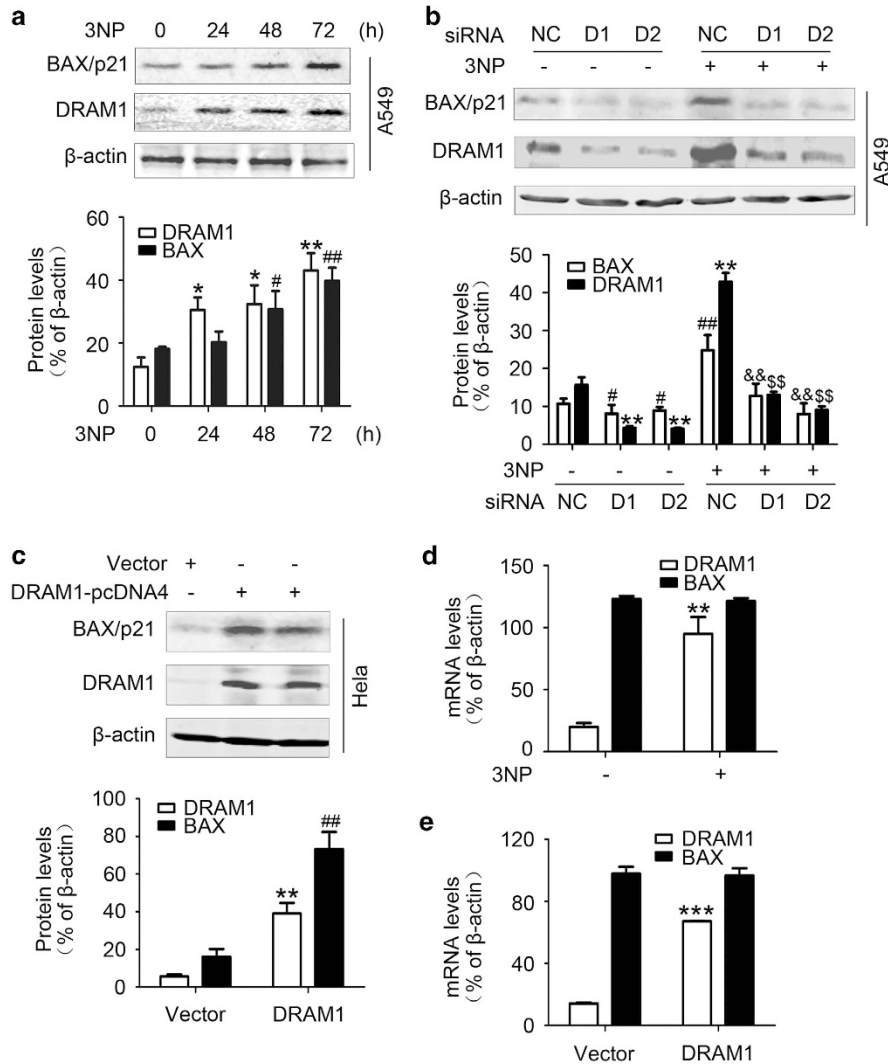 a
3NP 0 24 48 72 (h)
BAX/p21
DRAM1
β-actin
A549
DRAM1
BAX
Protein levels
(% of β-actin)
60
40
20
0
*
*
#
**
##
3NP 0 24 48 72 (h)
b
siRNA NC D1 D2 NC D1 D2
3NP - - - + + +
BAX/p21
DRAM1
β-actin
A549
BAX
DRAM1
Protein levels
(% of β-actin)
50
40
30
20
10
0
#
**
#
**
##
**
&&$$
&&$$
3NP - - - + + +
siRNA NC D1 D2 NC D1 D2
c
Vector + - -
DRAM1-pcDNA4 - + +
BAX/p21
DRAM1
β-actin
Hela
DRAM1
BAX
Protein levels
(% of β-actin)
100
80
60
40
20
0
**
##
Vector DRAM1
d
DRAM1
BAX
mRNA levels
(% of β-actin)
150
100
50
0
**
3NP - +
e
DRAM1
BAX
mRNA levels
(% of β-actin)
120
80
40
0
***
Vector DRAM1